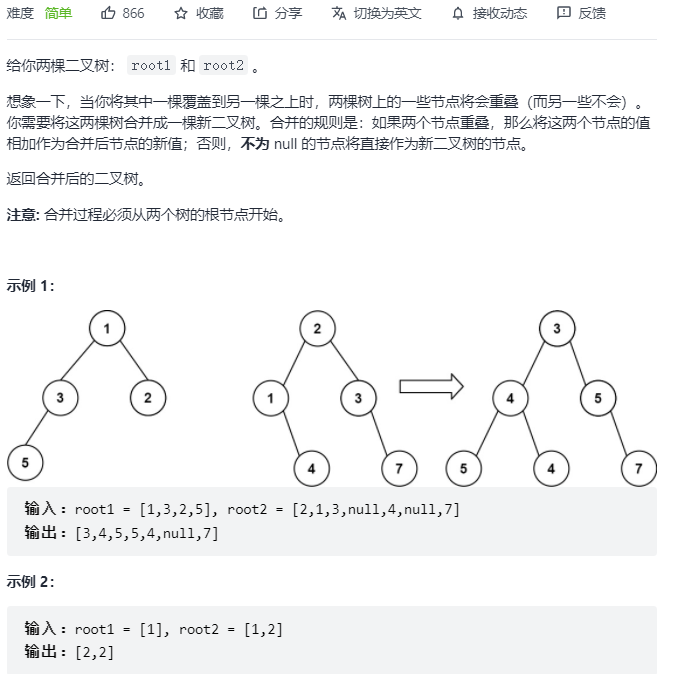 难度 简单 866 收藏 分享 切换为英文 接收动态 反馈
给你两棵二叉树： root1 和 root2 。
想象一下，当你将其中一棵覆盖到另一棵之上时，两棵树上的一些节点将会重叠（而另一些不会）。
你需要将这两棵树合并成一棵新二叉树。合并的规则是：如果两个节点重叠，那么将这两个节点的值
相加作为合并后节点的新值；否则，不为 null 的节点将直接作为新二叉树的节点。
返回合并后的二叉树。
注意: 合并过程必须从两个树的根节点开始。
示例 1：
1 2 3
3 2 1 3 4 5
5 4 7 5 4 7
输入：root1 = [1,3,2,5], root2 = [2,1,3,null,4,null,7]
输出：[3,4,5,5,4,null,7]
示例 2：
输入：root1 = [1], root2 = [1,2]
输出：[2,2]